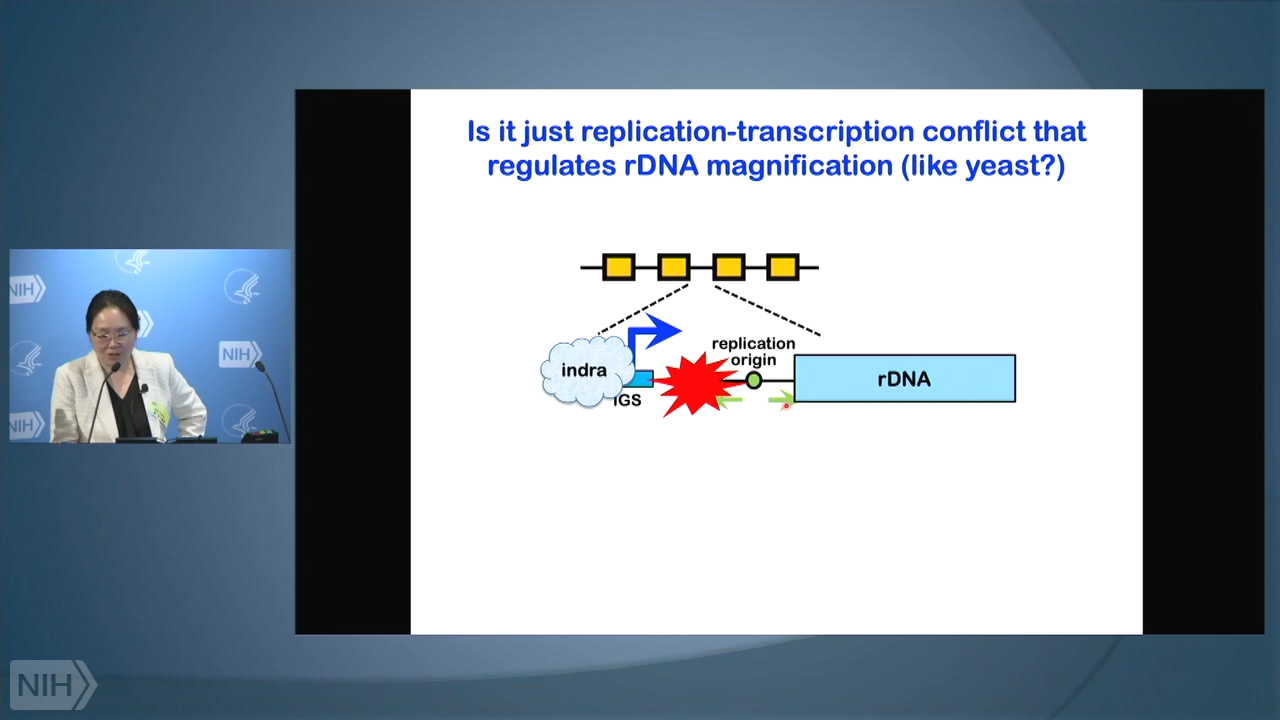 Is it just replication-transcription conflict that
regulates rDNA magnification (like yeast?)
replication
origin
indra
IGS
rDNA
NIH
NIH
NIH
NIH